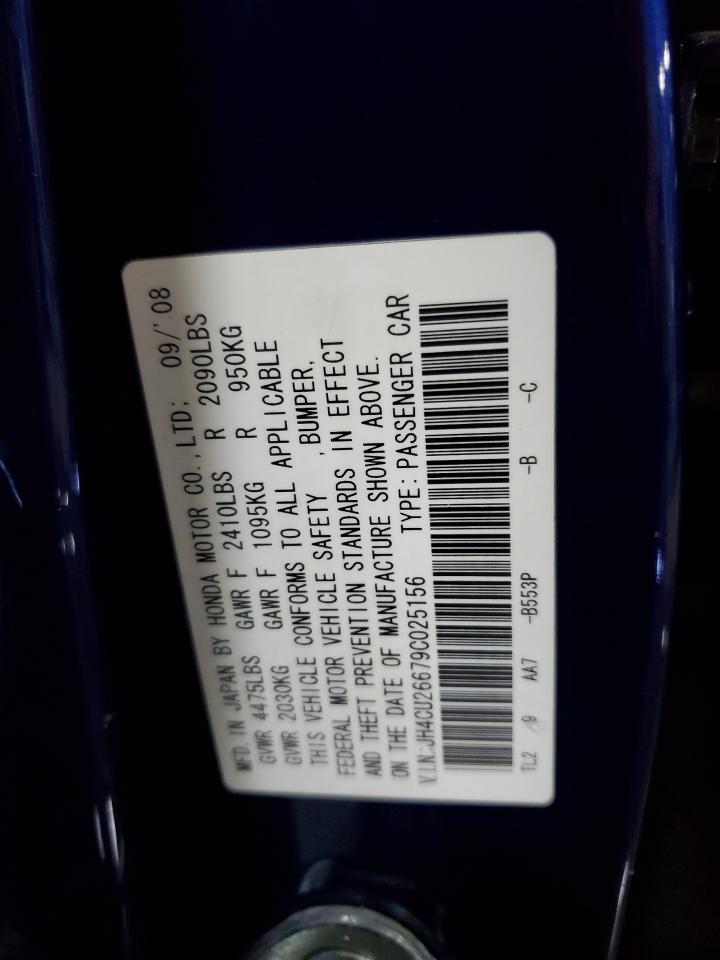 MFD. IN JAPAN BY HONDA MOTOR CO., LTD; 09/'08
GVWR 4475LBS GAWR F 2410LBS R 2090LBS
GVWR 2030KG GAWR F 1095KG R 950KG
THIS VEHICLE CONFORMS TO ALL APPLICABLE
FEDERAL MOTOR VEHICLE SAFETY , BUMPER,
AND THEFT PREVENTION STANDARDS IN EFFECT
ON THE DATE OF MANUFACTURE SHOWN ABOVE.
V.I.N:JH4CU26679C025156 TYPE: PASSENGER CAR
TL2 9 AA7 -B553P -B -C